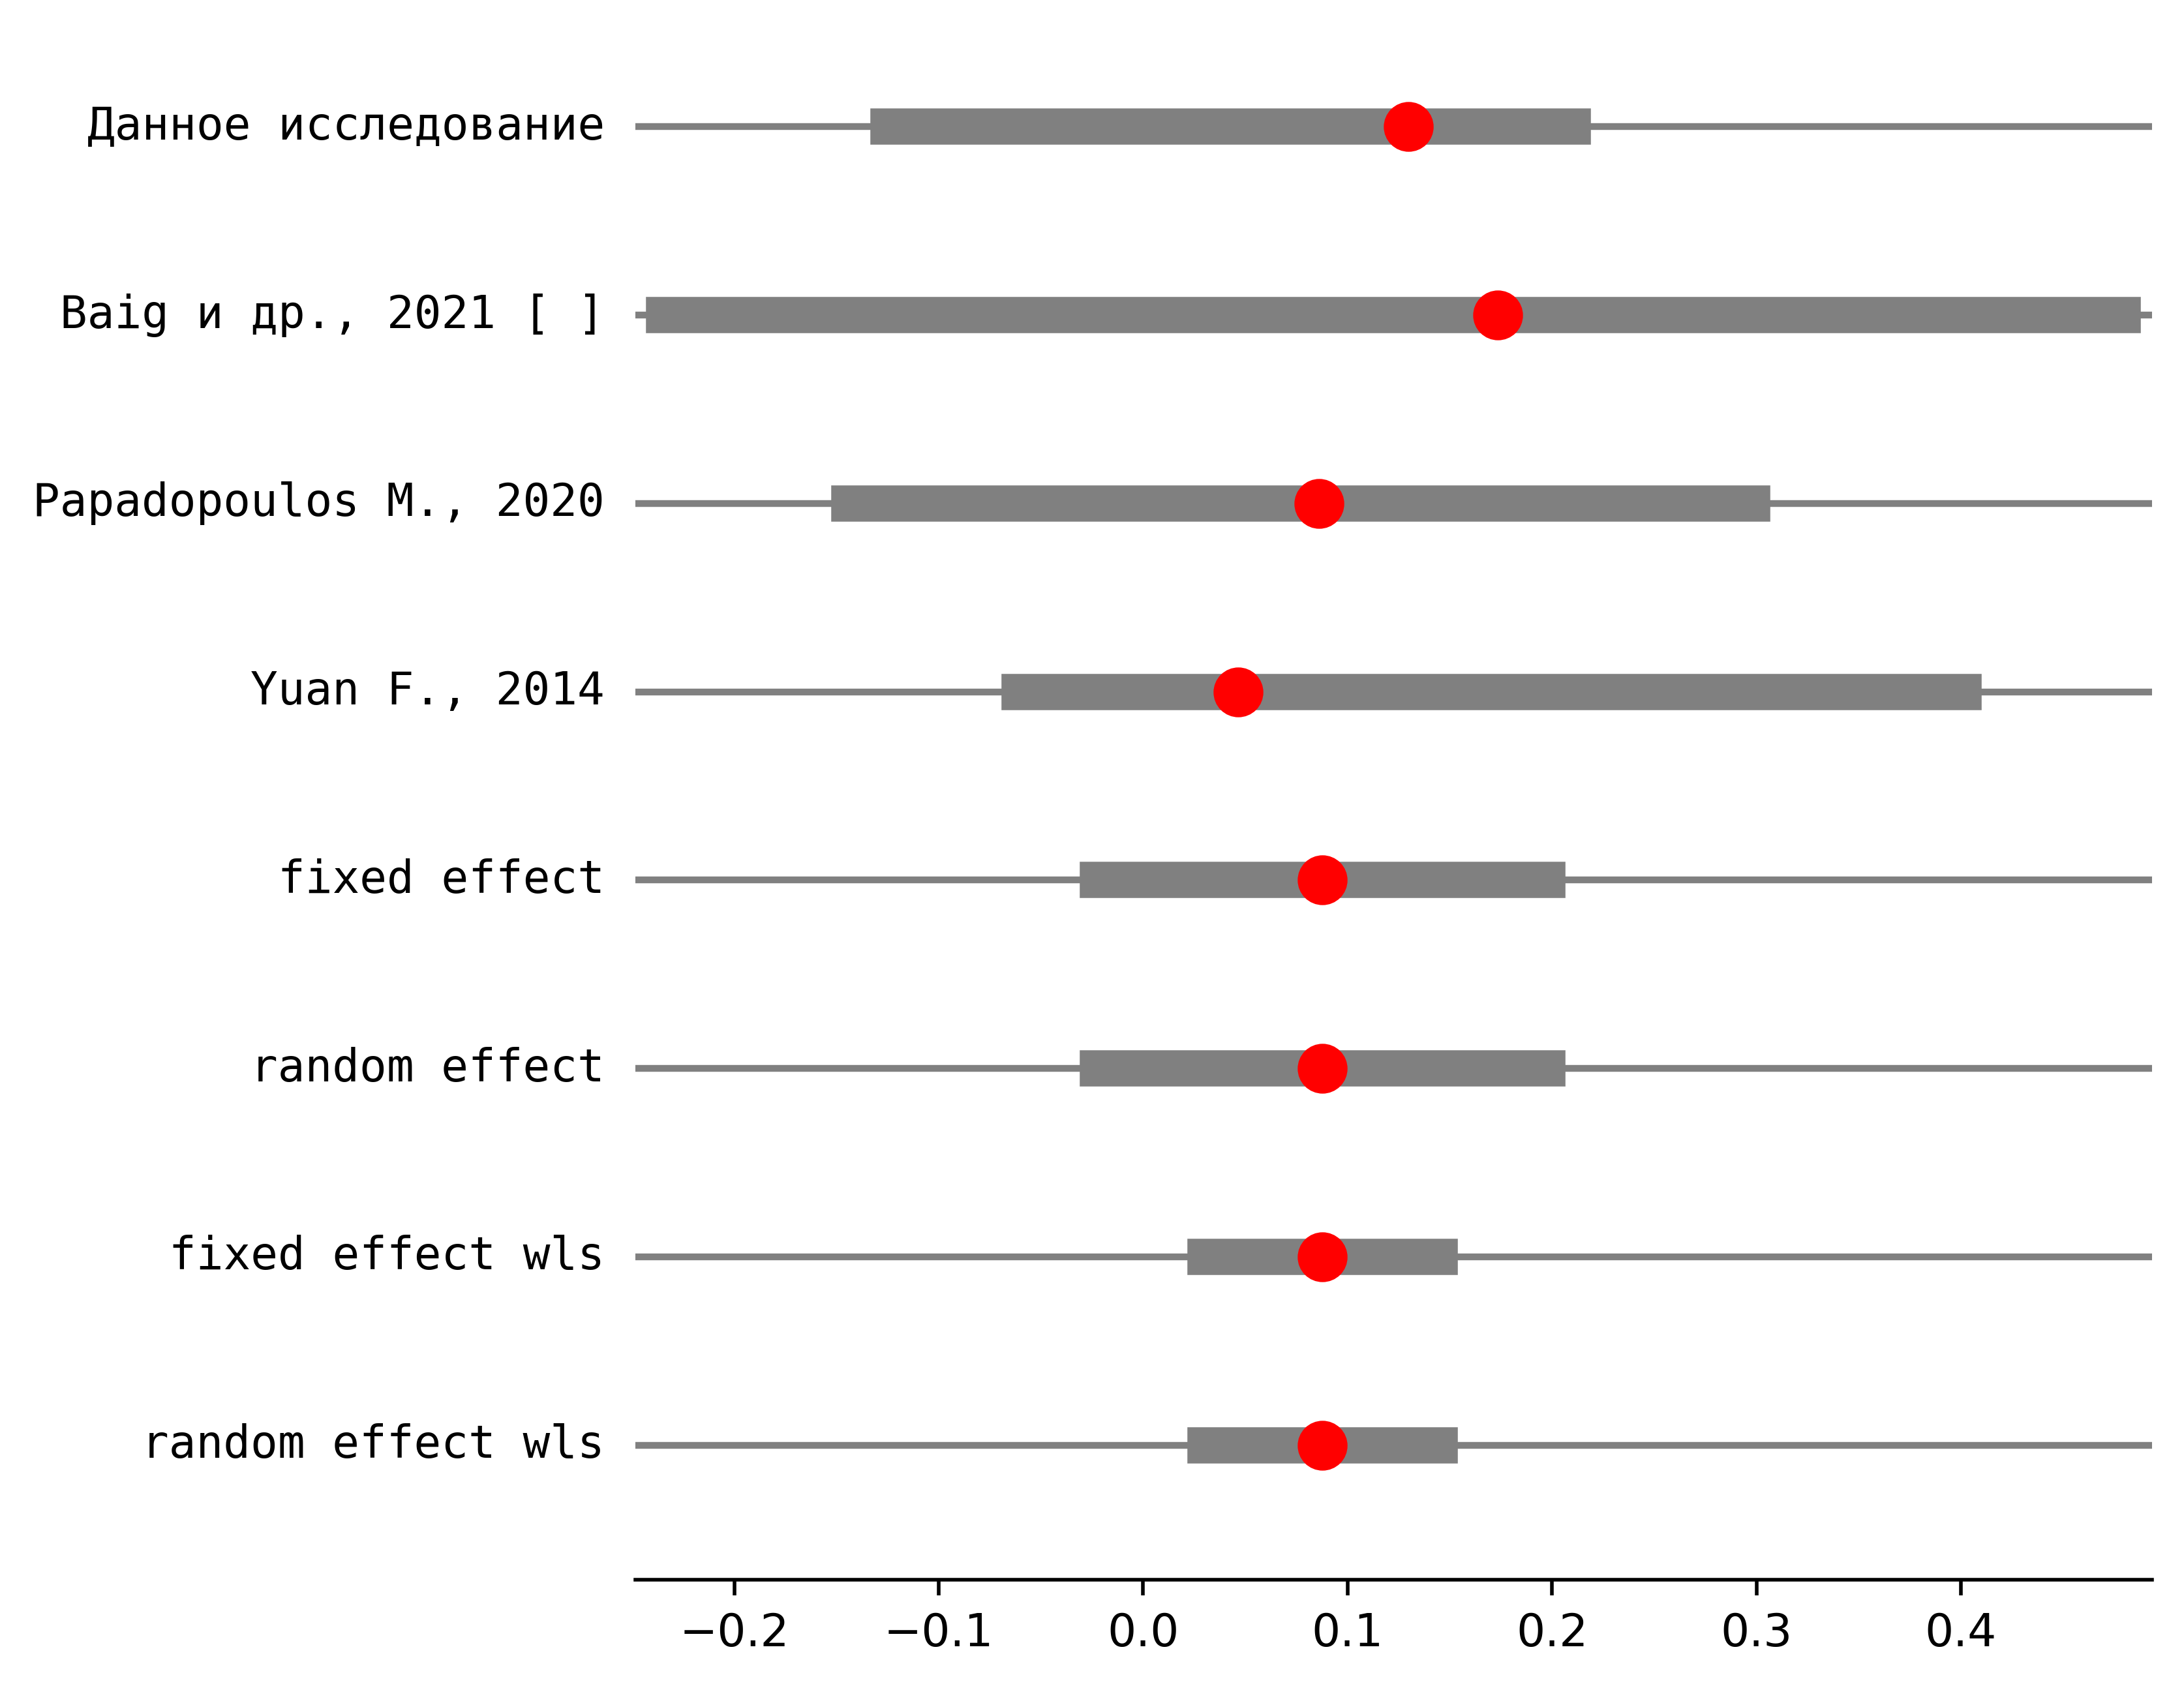 Данное исследование
Baig и др., 2021 [ ]
Papadopoulos M., 2020
Yuan F., 2014
fixed effect
random effect
fixed effect wls
random effect wls
−0.2 −0.1 0.0 0.1 0.2 0.3 0.4